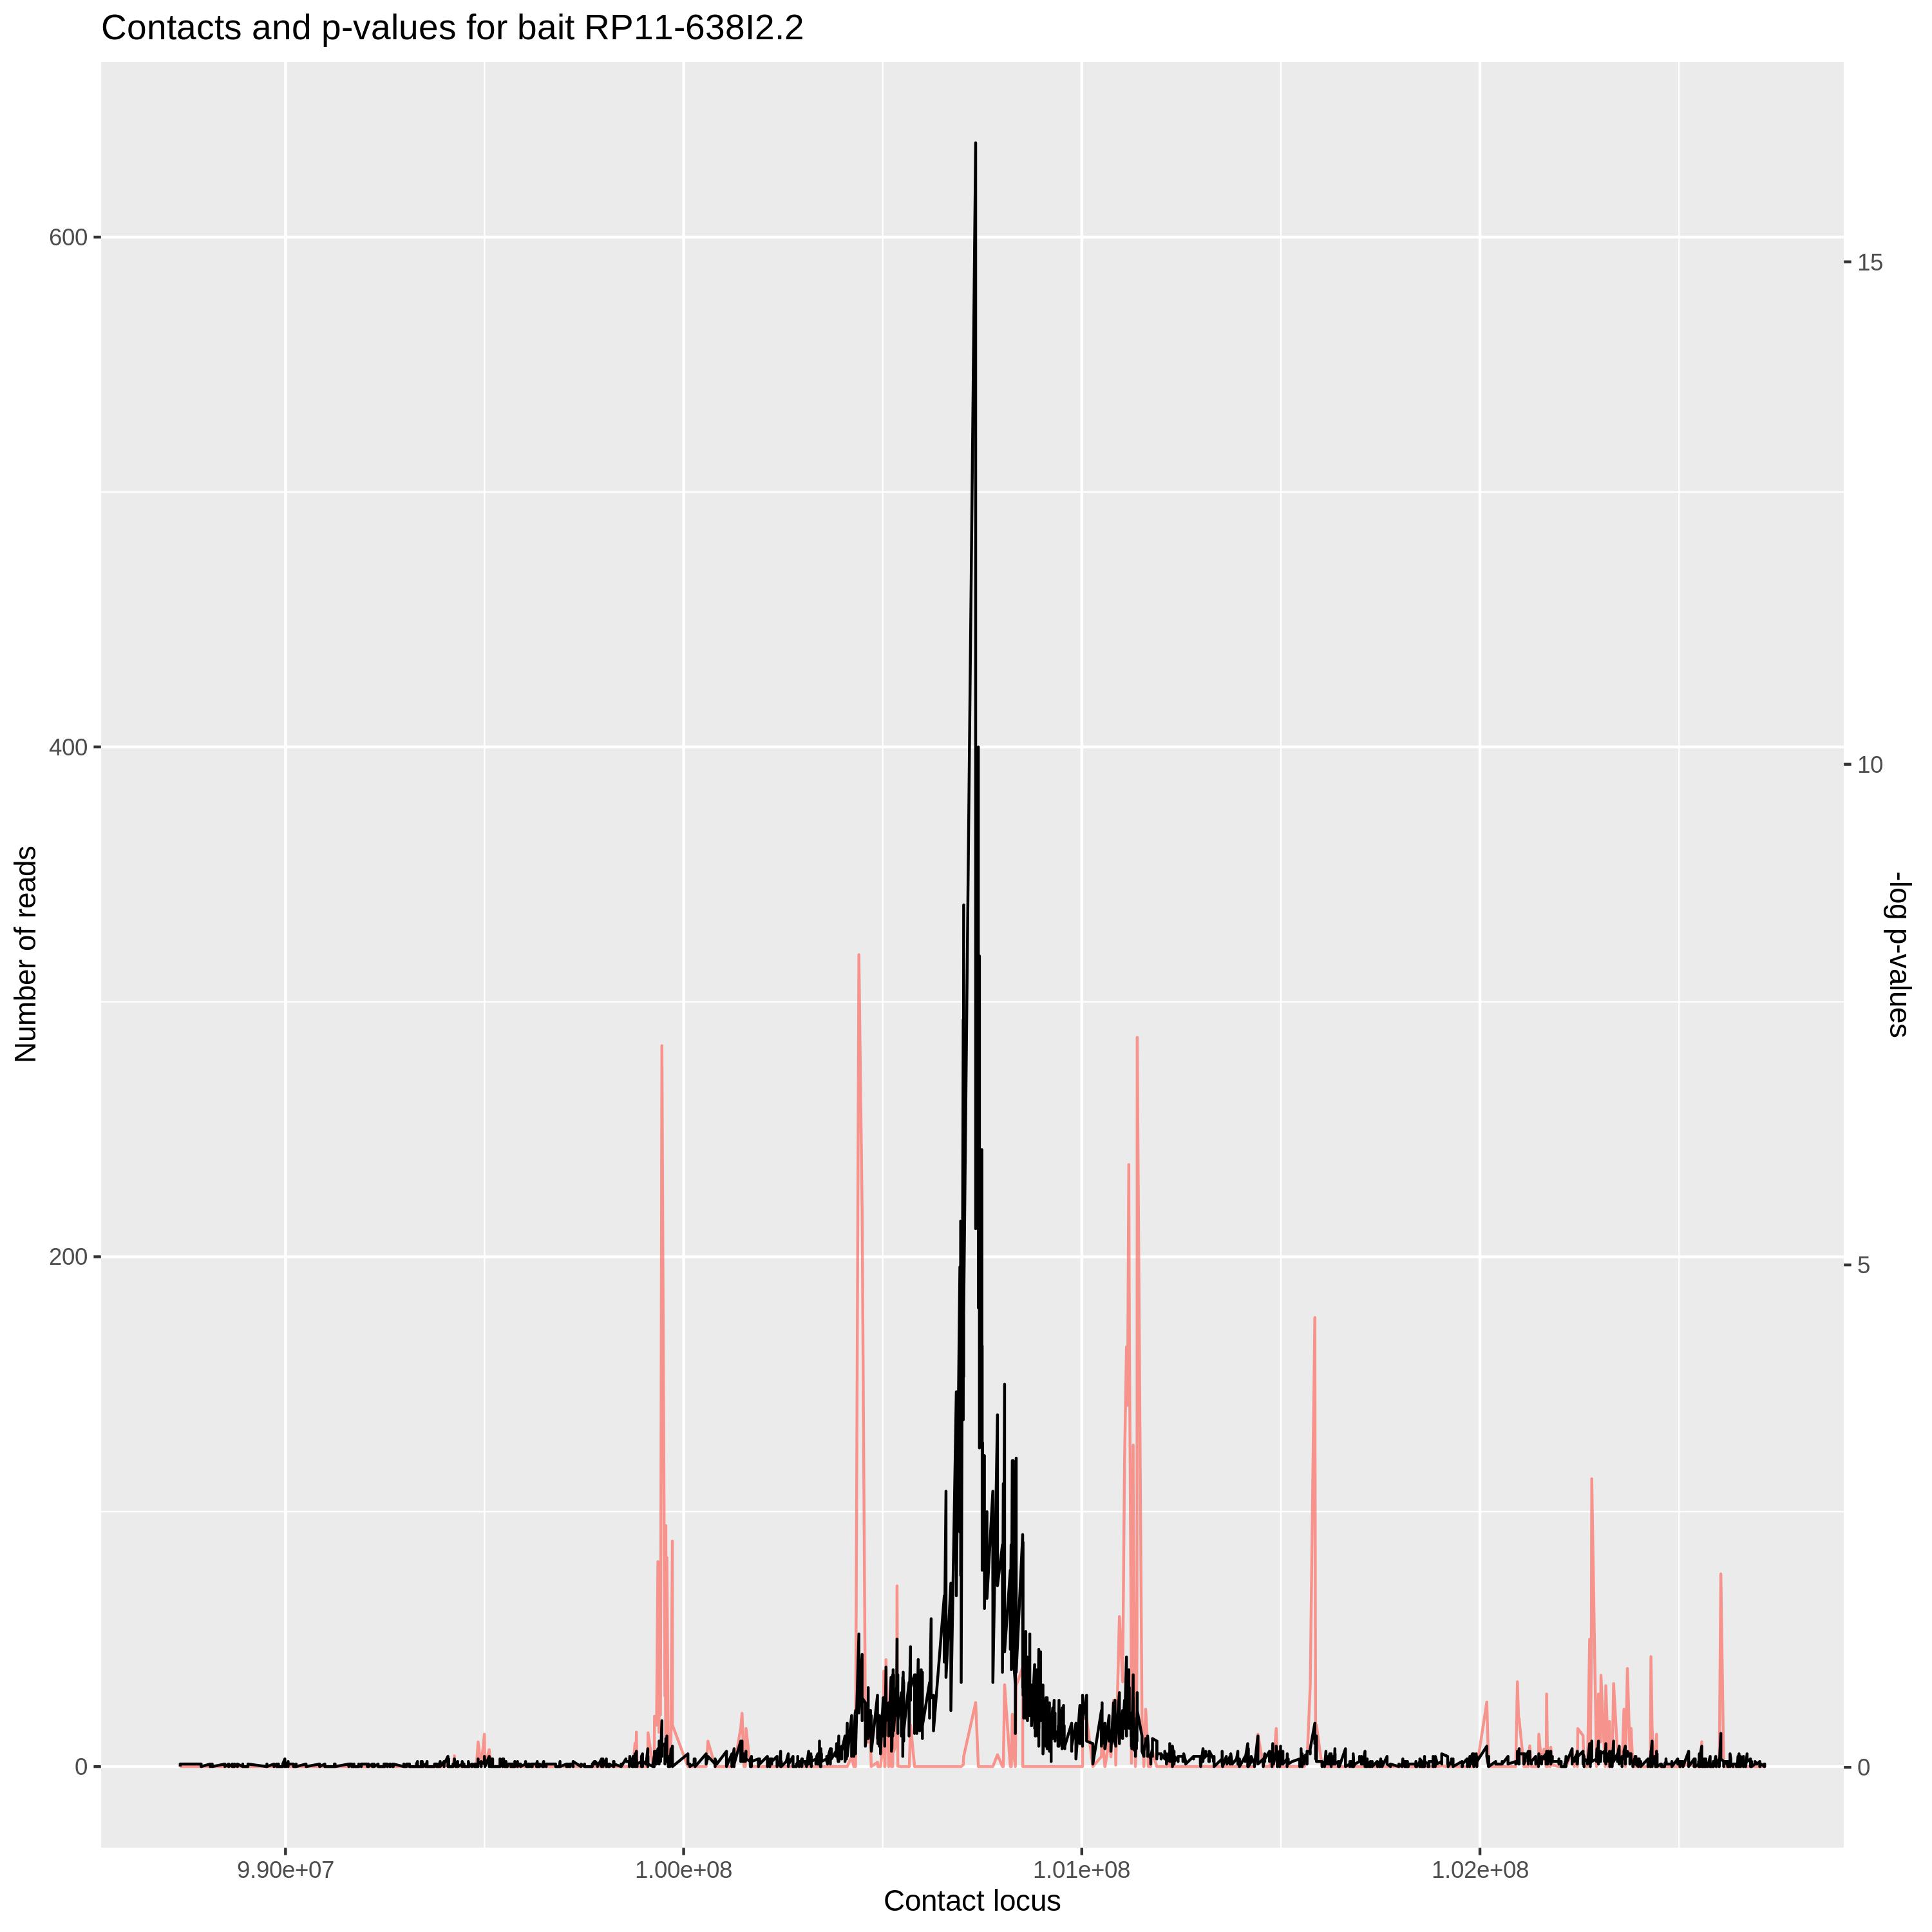 Contacts and p-values for bait RP11-638I2.2
600
400
200
0
Number of reads
15
10
5
0
-log p-values
9.90e+07
1.00e+08
1.01e+08
1.02e+08
Contact locus